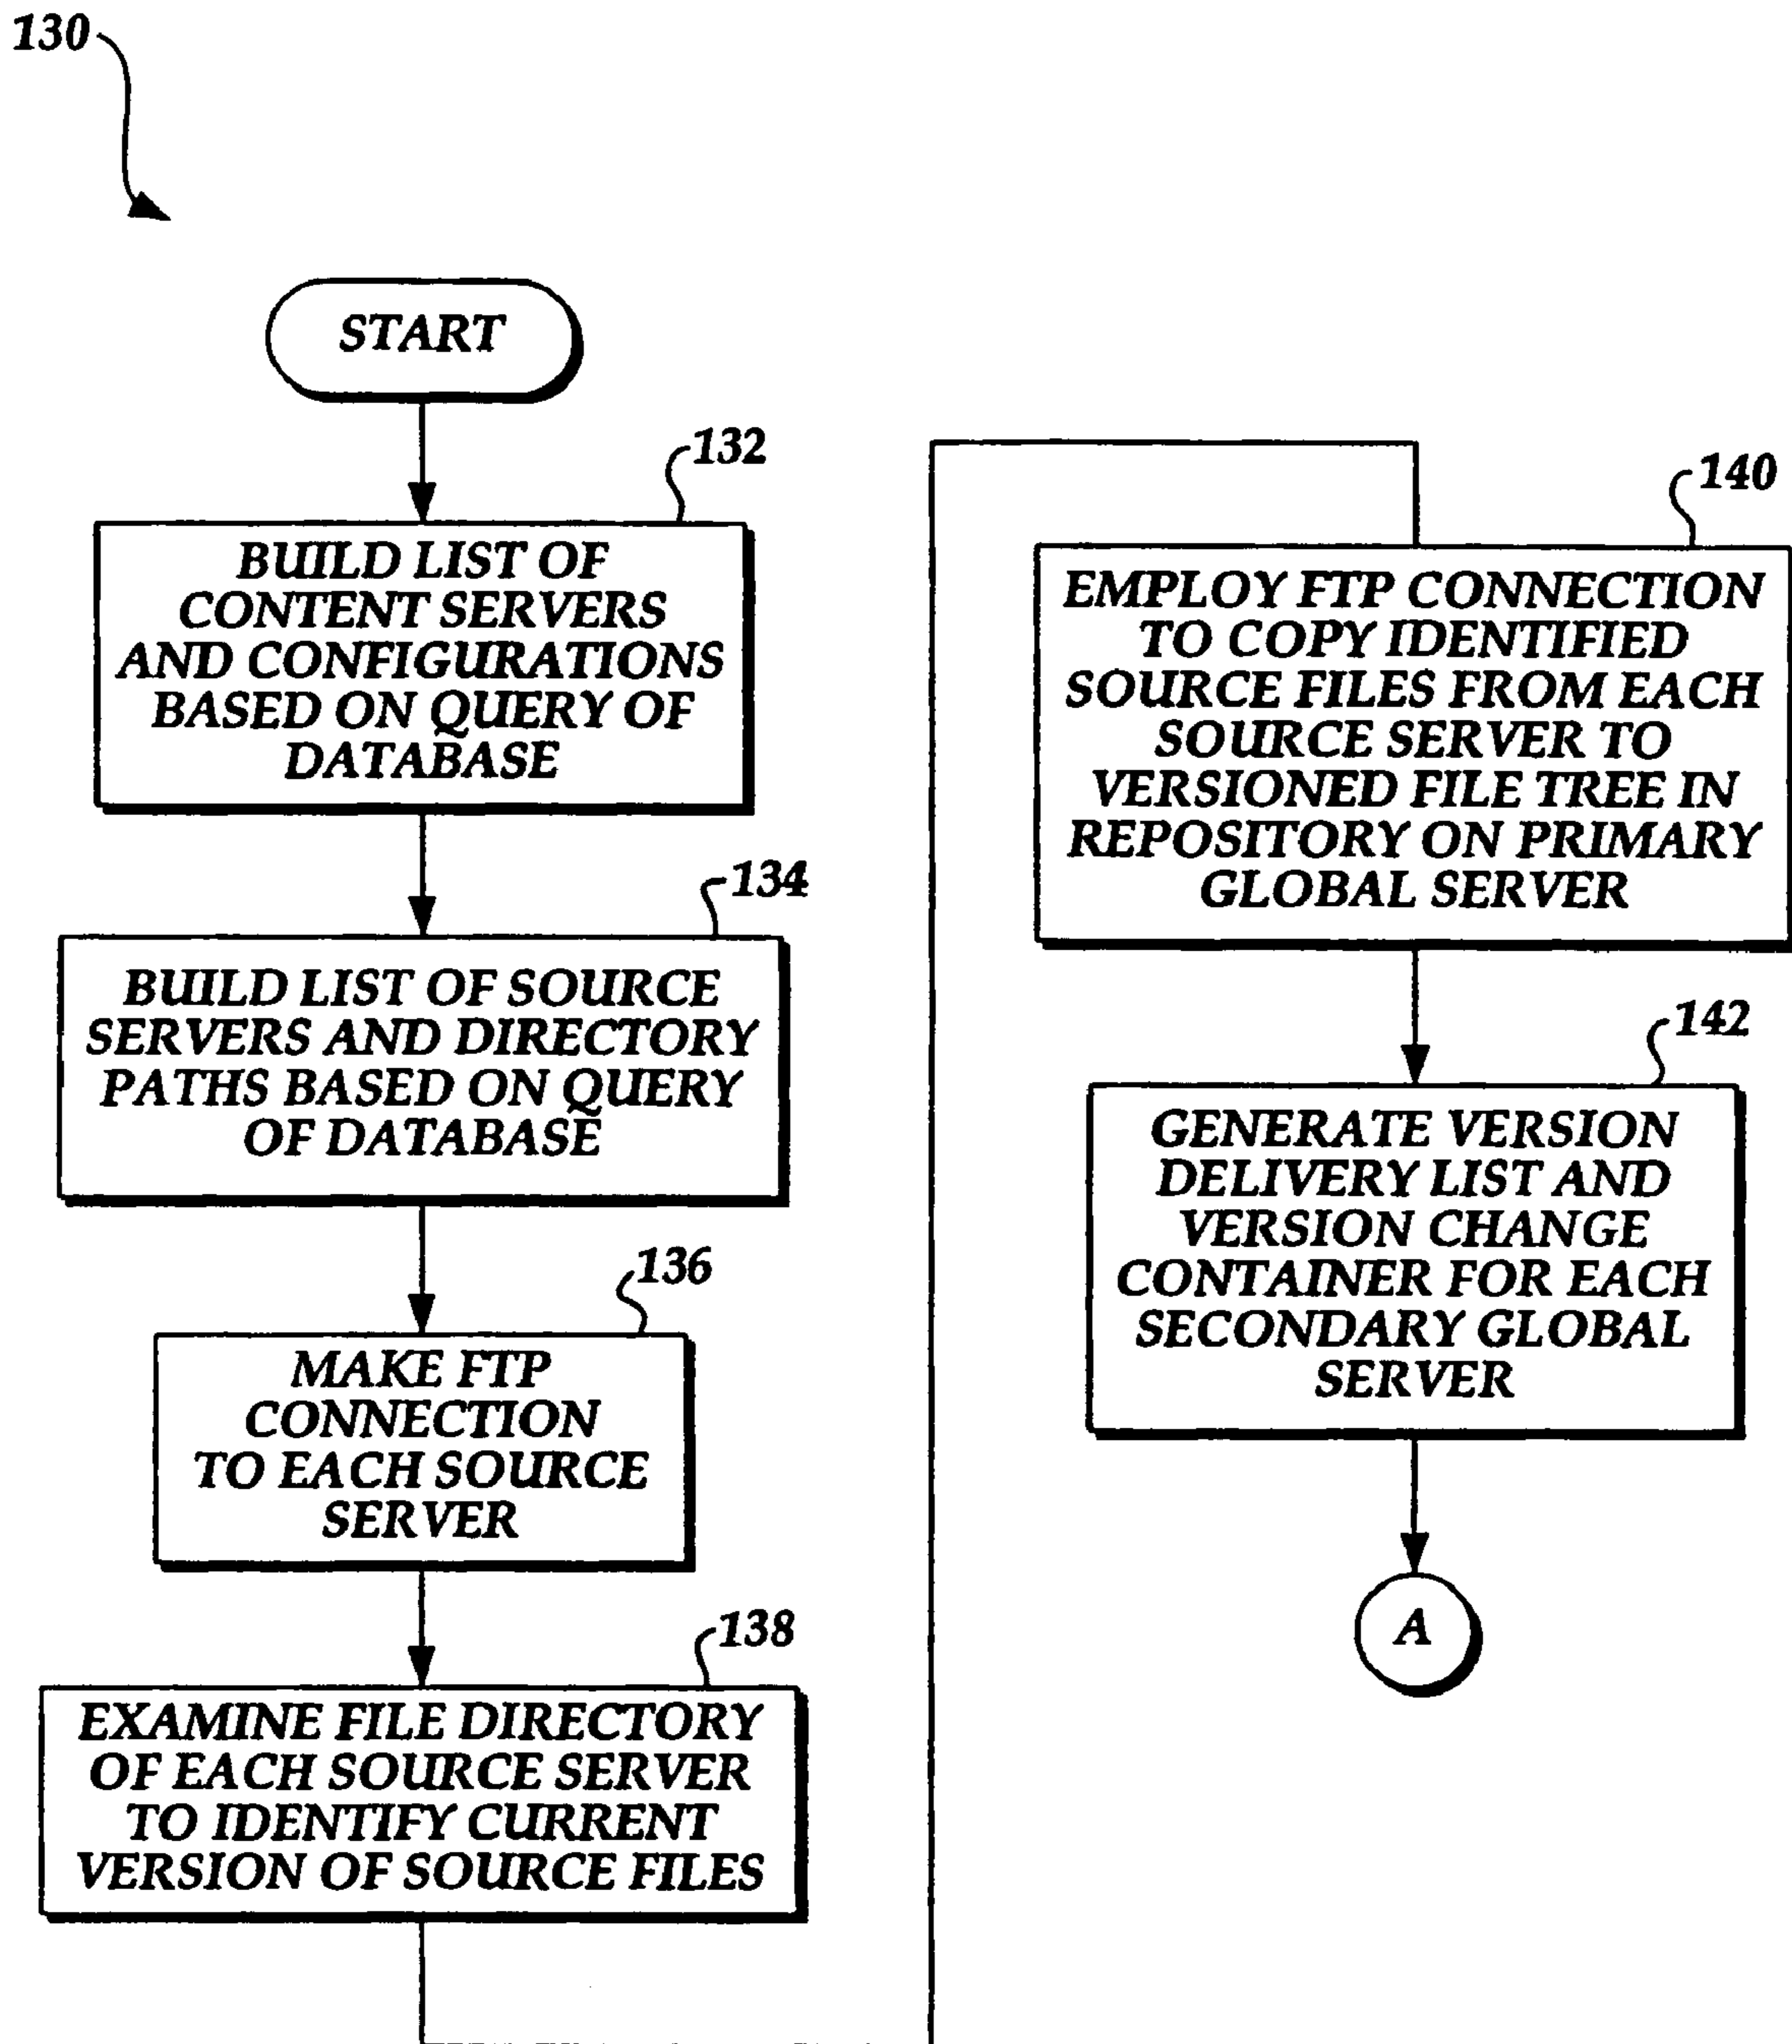 130
START
132
BUILD LIST OF
CONTENT SERVERS
AND CONFIGURATIONS
BASED ON QUERY OF
DATABASE
134
BUILD LIST OF SOURCE
SERVERS AND DIRECTORY
PATHS BASED ON QUERY
OF DATABASE
136
MAKE FTP
CONNECTION
TO EACH SOURCE
SERVER
138
EXAMINE FILE DIRECTORY
OF EACH SOURCE SERVER
TO IDENTIFY CURRENT
VERSION OF SOURCE FILES
140
EMPLOY FTP CONNECTION
TO COPY IDENTIFIED
SOURCE FILES FROM EACH
SOURCE SERVER TO
VERSIONED FILE TREE IN
REPOSITORY ON PRIMARY
GLOBAL SERVER
142
GENERATE VERSION
DELIVERY LIST AND
VERSION CHANGE
CONTAINER FOR EACH
SECONDARY GLOBAL
SERVER
A